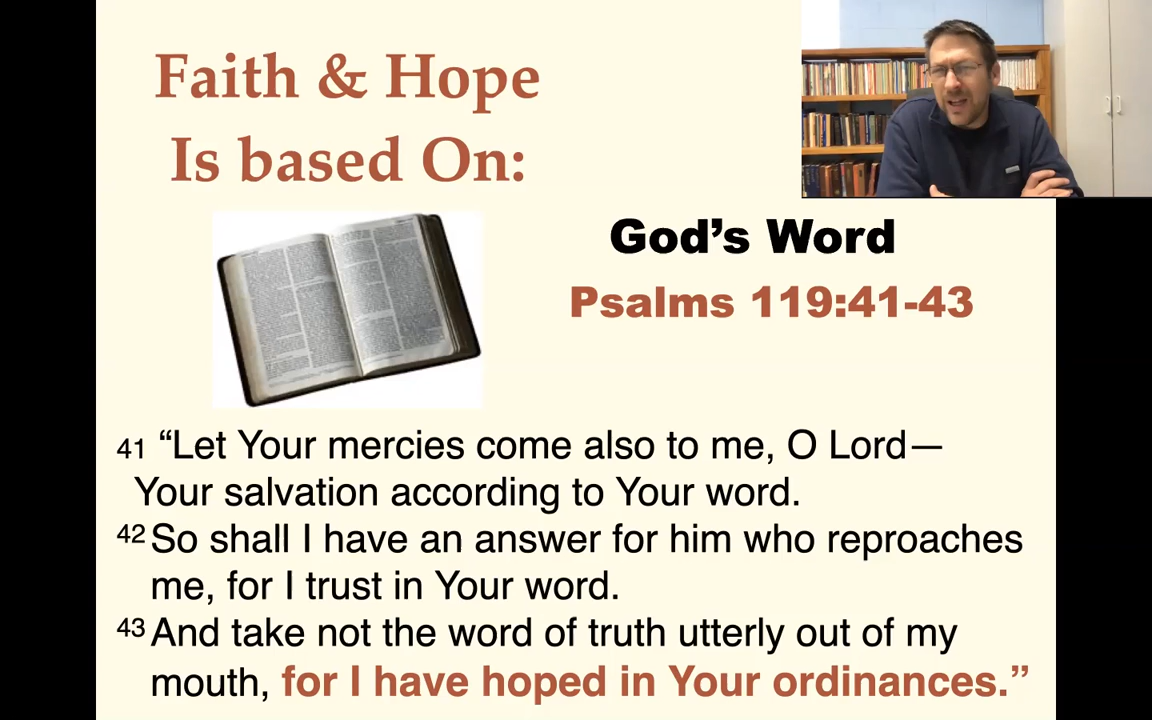 Faith & Hope
Is based On:
God’s Word
Psalms 119:41-43
41 “Let Your mercies come also to me, O Lord—
Your salvation according to Your word.
42 So shall I have an answer for him who reproaches
me, for I trust in Your word.
43 And take not the word of truth utterly out of my
mouth, for I have hoped in Your ordinances.”